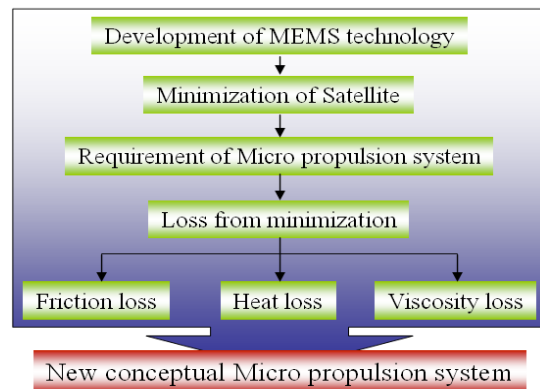 Development of MEMS technology
Minimization of Satellite
Requirement of Micro propulsion system
Loss from minimization
Friction loss
Heat loss
Viscosity loss
New conceptual Micro propulsion system